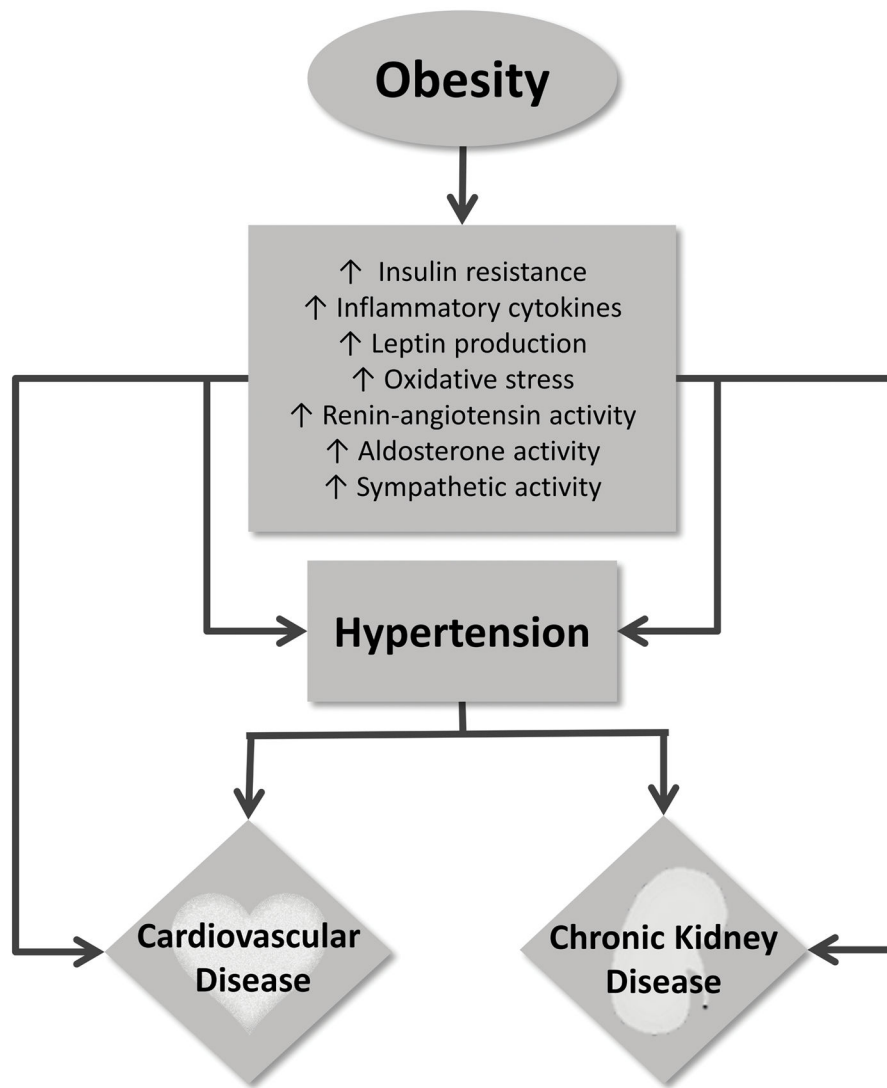 Obesity
↑ Insulin resistance
↑ Inflammatory cytokines
↑ Leptin production
↑ Oxidative stress
↑ Renin-angiotensin activity
↑ Aldosterone activity
↑ Sympathetic activity
Hypertension
Cardiovascular
Disease
Chronic Kidney
Disease